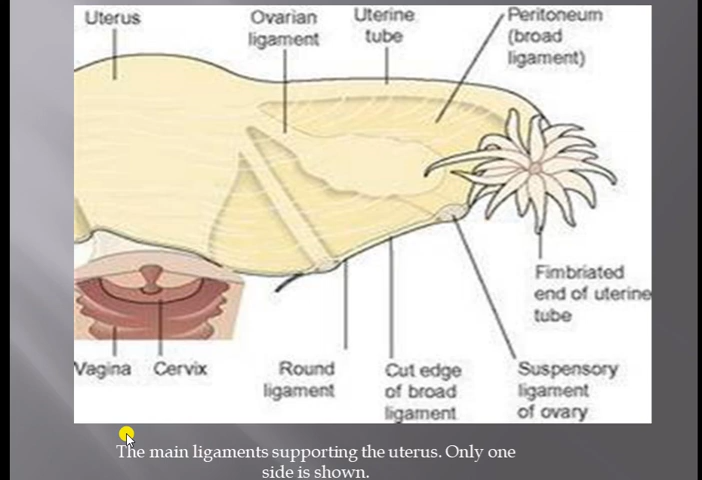 Uterus
Ovarian
ligament
Uterine
tube
Peritoneum
(broad
ligament)
Fimbriated
end of uterine
tube
Vagina
Cervix
Round
ligament
Cut edge
of broad
ligament
Suspensory
ligament
of ovary
The main ligaments supporting the uterus. Only one
side is shown.